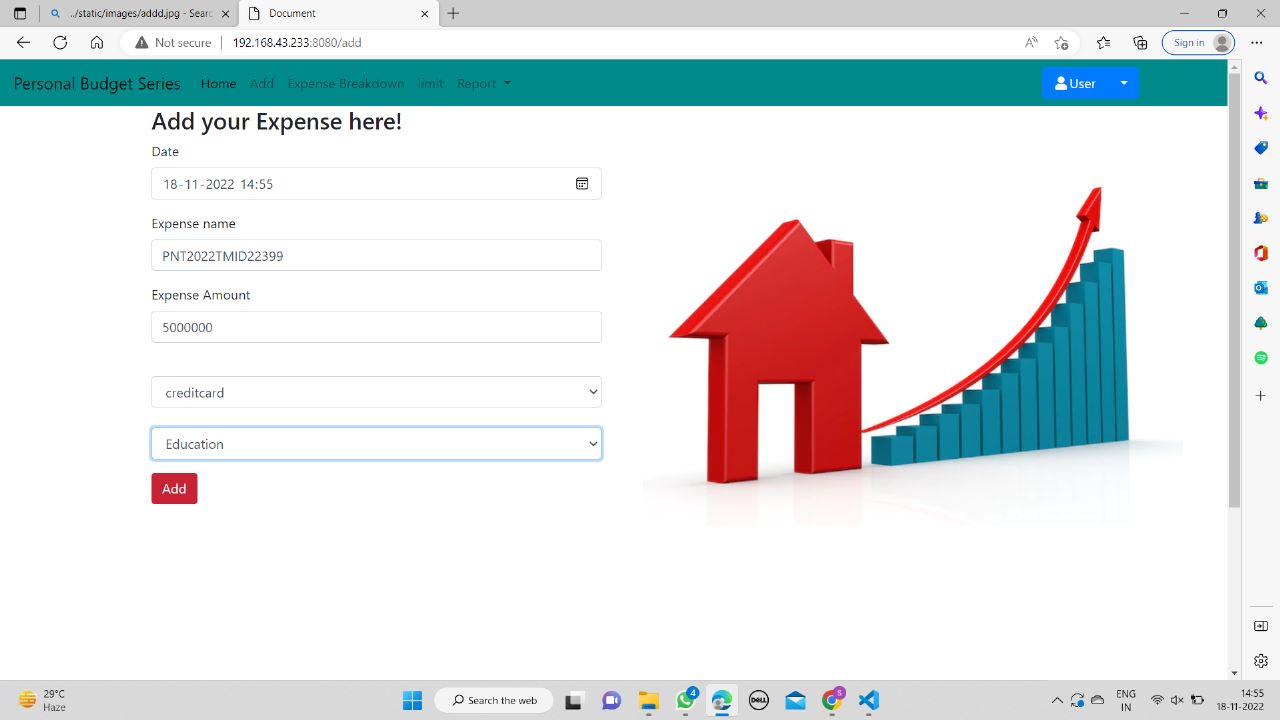 ../static/images/addd.jpg - Searc
Document
Not secure
192.168.43.233:8080/add
Sign in
Personal Budget Series
Home
Add
Expense Breakdown
limit
Report
User
Add your Expense here!
Date
18-11-2022 14:55
Expense name
PNT2022TMID22399
Expense Amount
5000000
creditcard
Education
Add
29°C
Haze
Search the web
4
DELL
S
ENG
IN
14:55
18-11-2022